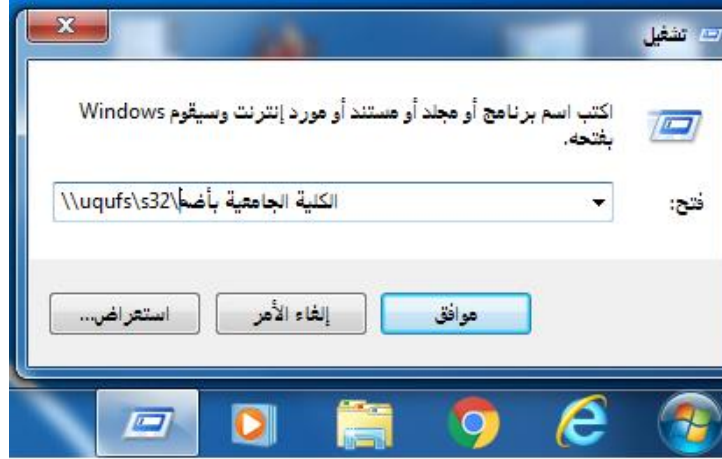 تشغيل
اكتب اسم برنامج أو مجلد أو مستند أو مورد إنترنت وسيقوم Windows
بفتحه.
فتح:
\\uqufs\s32\الكلية الجامعية بأضم
موافق
إلغاء الأمر
استعراض...